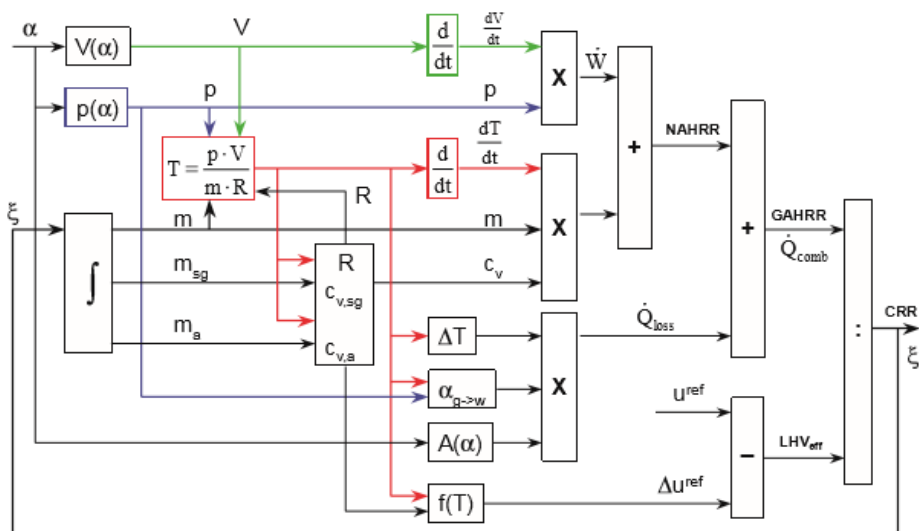 α V(α) V d/dt dV/dt X Ẇ
p(α) p p + NAHRR
T = p · V / m · R d/dt dT/dt
R
ξ ∫ m m X + GAHRR Q̇comb
msg R cv,sg cv
ma cv,a ΔT Q̇loss : CRR ξ
αg->w X
uref
A(α) − LHVeff
f(T) Δuref